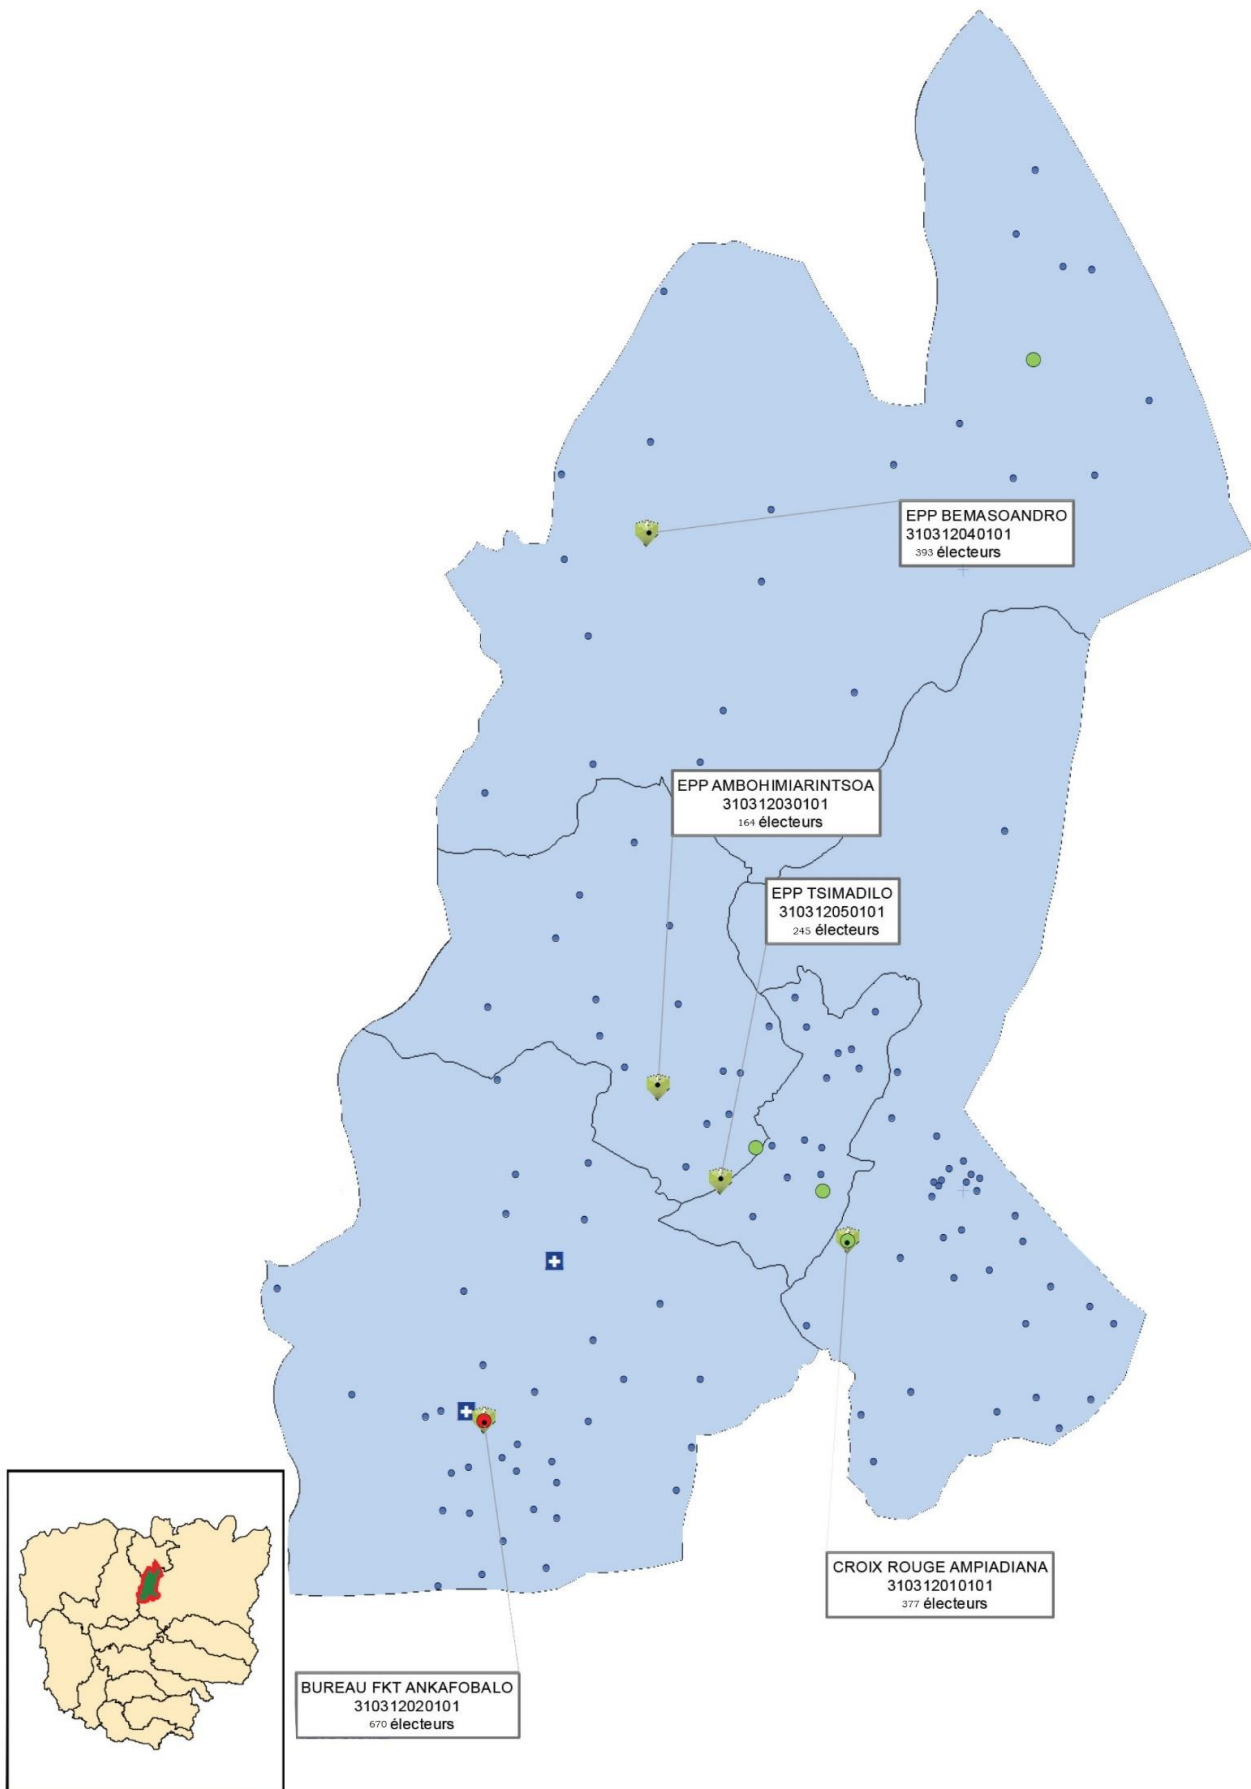 EPP BEMASOANDRO
310312040101
393 électeurs
EPP AMBOHIMIARINTSOA
310312030101
164 électeurs
EPP TSIMADILO
310312050101
245 électeurs
CROIX ROUGE AMPIADIANA
310312010101
377 électeurs
BUREAU FKT ANKAFOBALO
310312020101
670 électeurs